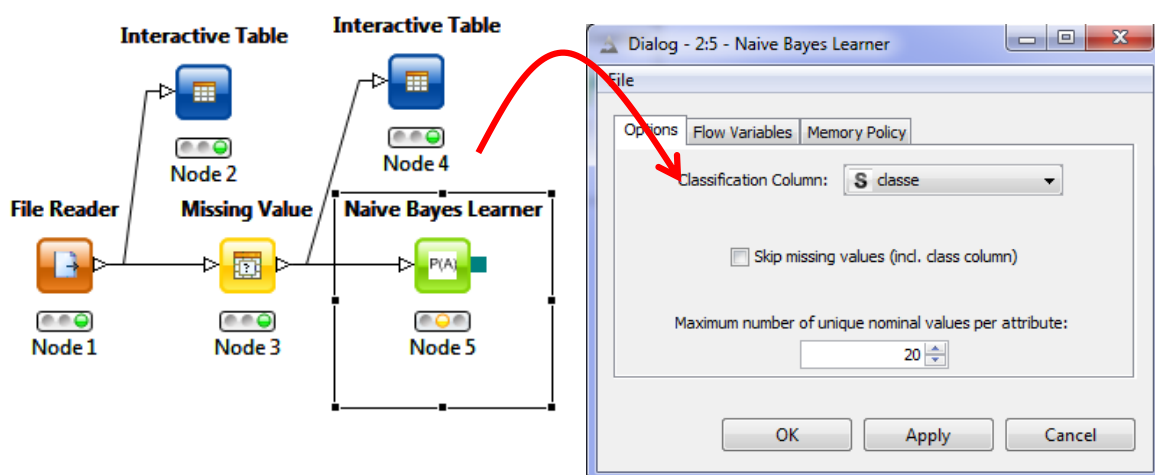 Interactive Table
Interactive Table
Node 2
Node 4
File Reader
Missing Value
Naive Bayes Learner
?
P(A)
Node 1
Node 3
Node 5
Dialog - 2:5 - Naive Bayes Learner
File
Options
Flow Variables
Memory Policy
Classification Column:
S classe
Skip missing values (incl. class column)
Maximum number of unique nominal values per attribute:
20
OK
Apply
Cancel